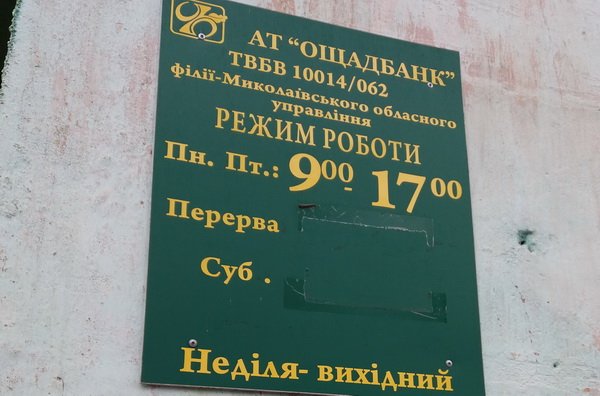 АТ “ОЩАДБАНК”
ТВБВ 10014/062
філії-Миколаївського обласного
управління
РЕЖИМ РОБОТИ
Пн. Пт.: 9⁰⁰- 17⁰⁰
Перерва
Суб .
Неділя- вихідний